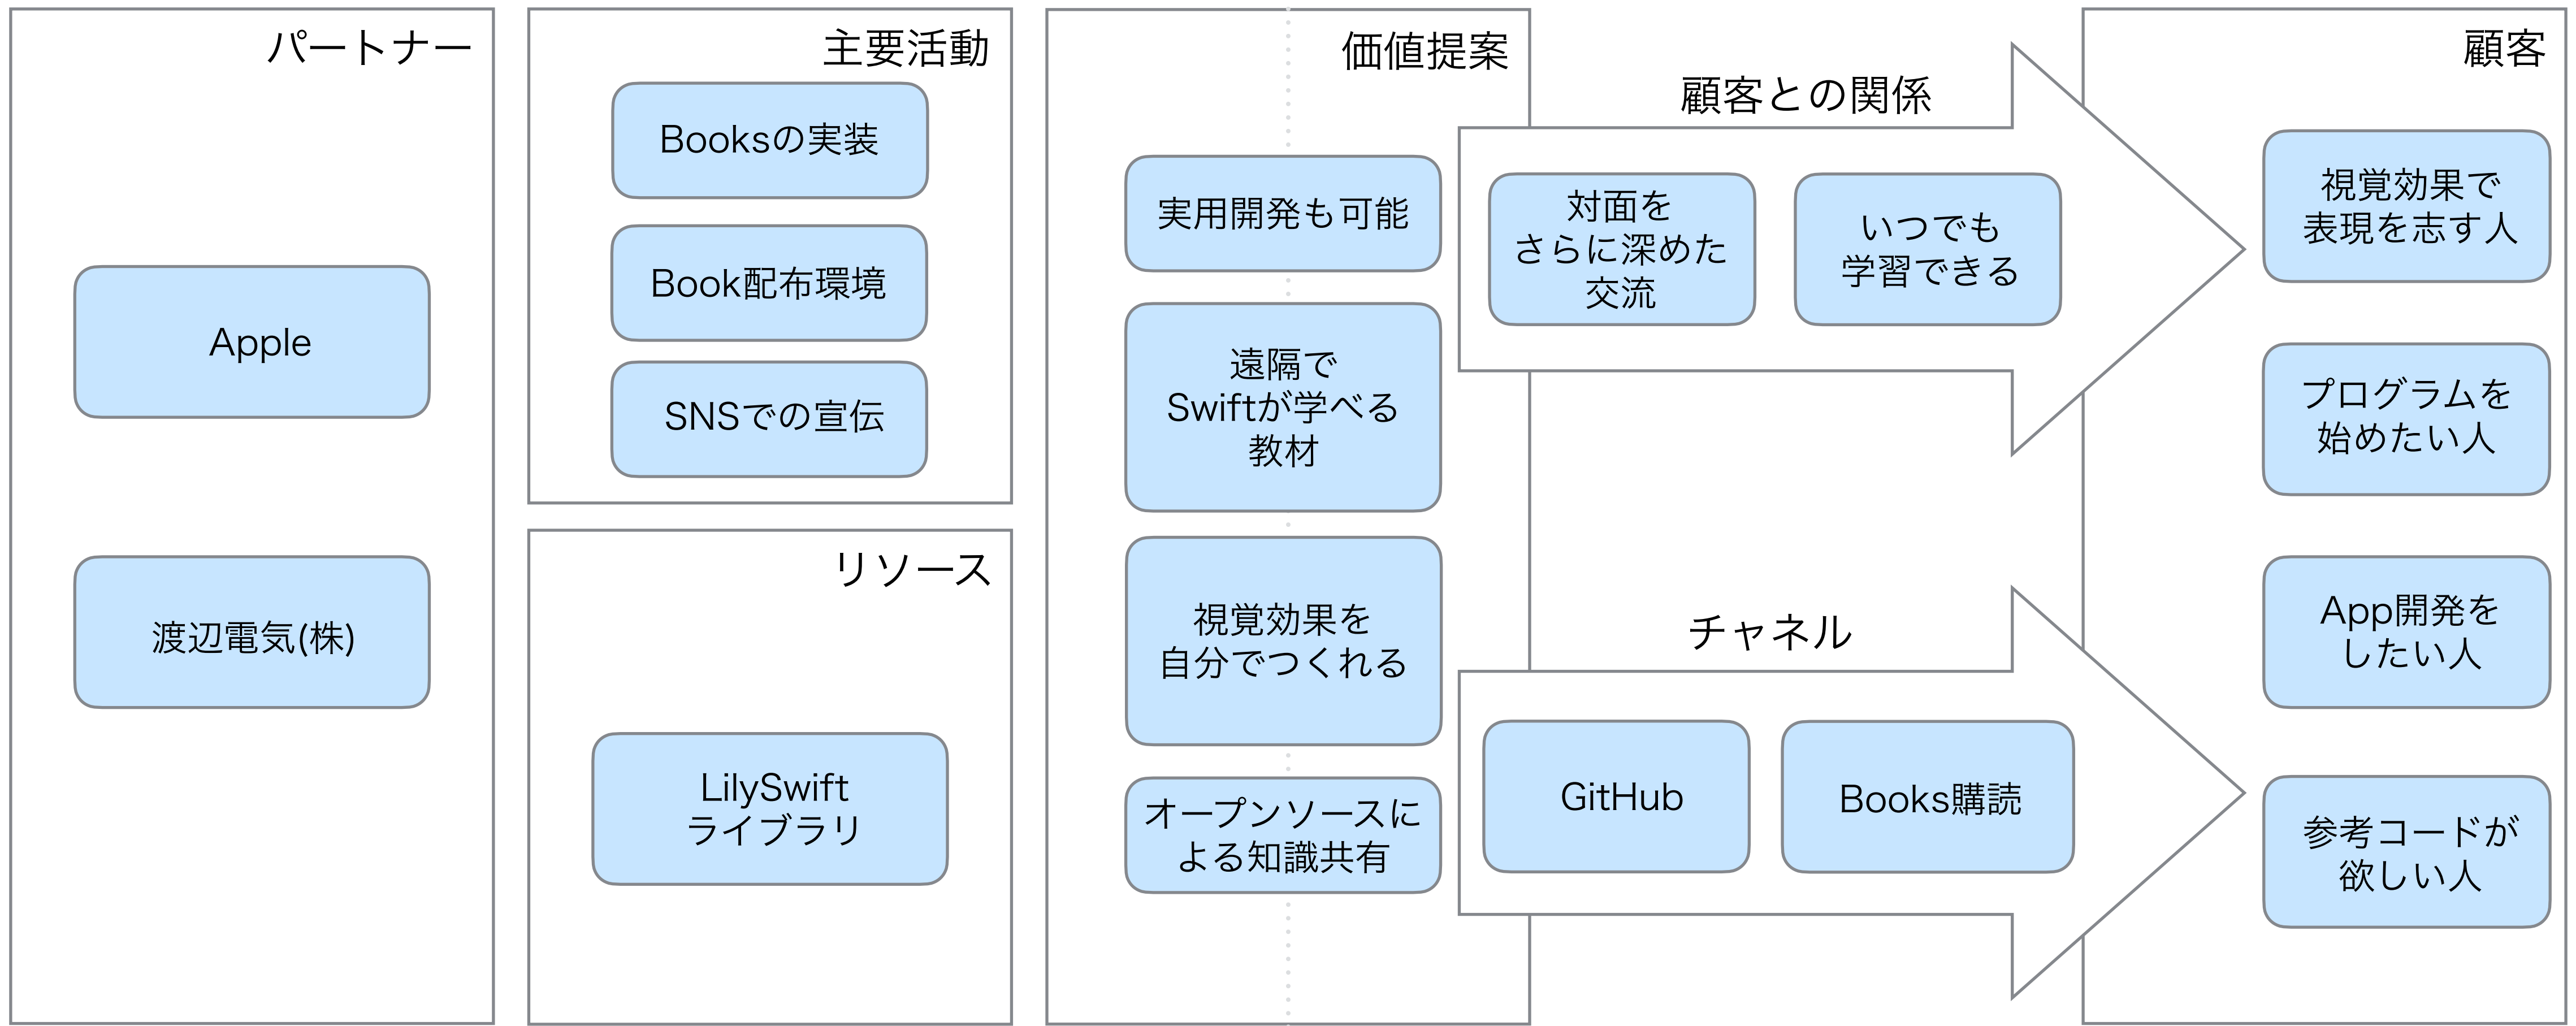 パートナー
Apple
渡辺電気(株)
主要活動
Booksの実装
Book配布環境
SNSでの宣伝
リソース
LilySwift
ライブラリ
価値提案
実用開発も可能
遠隔で
Swiftが学べる
教材
視覚効果を
自分でつくれる
オープンソースに
よる知識共有
顧客との関係
対面を
さらに深めた
交流
いつでも
学習できる
チャネル
GitHub
Books購読
顧客
視覚効果で
表現を志す人
プログラムを
始めたい人
App開発を
したい人
参考コードが
欲しい人